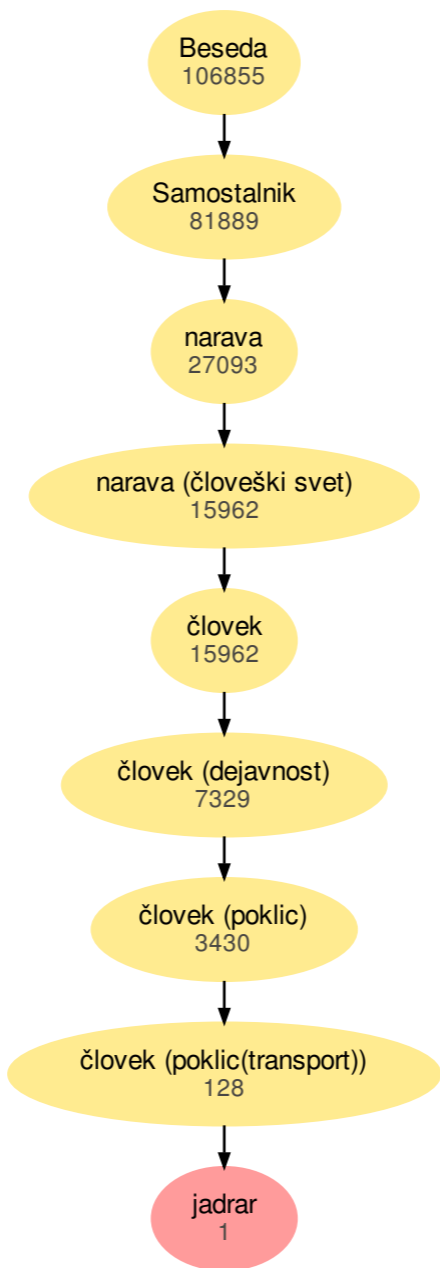 Beseda
106855
Samostalnik
81889
narava
27093
narava (človeški svet)
15962
človek
15962
človek (dejavnost)
7329
človek (poklic)
3430
človek (poklic(transport))
128
jadrar
1